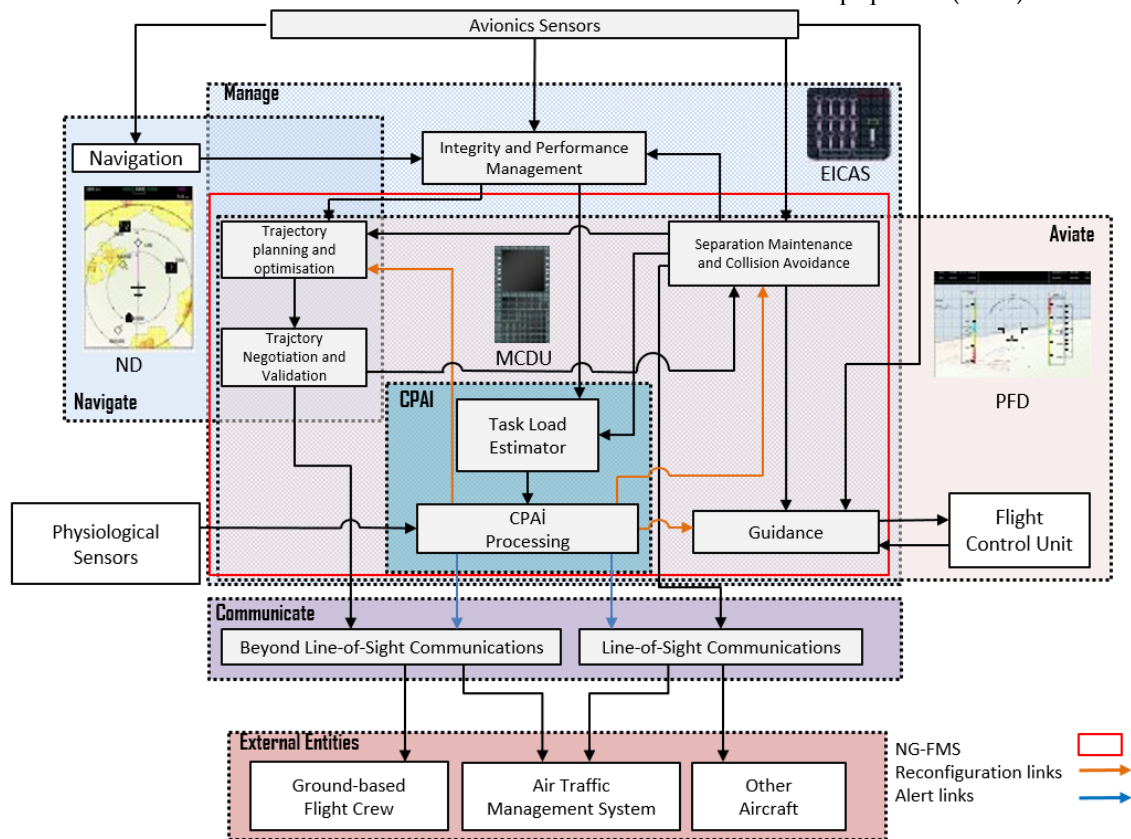 Avionics Sensors
Manage
Navigation
Integrity and Performance
Management
EICAS
Trajectory
planning and
optimisation
Separation Maintenance
and Collision Avoidance
Aviate
MCDU
Trajctory
Negotiation and
Validation
ND
Navigate
CPAI
Task Load
Estimator
PFD
Physiological
Sensors
CPAİ
Processing
Guidance
Flight
Control Unit
Communicate
Beyond Line-of-Sight Communications
Line-of-Sight Communications
External Entities
Ground-based
Flight Crew
Air Traffic
Management System
Other
Aircraft
NG-FMS
Reconfiguration links
Alert links